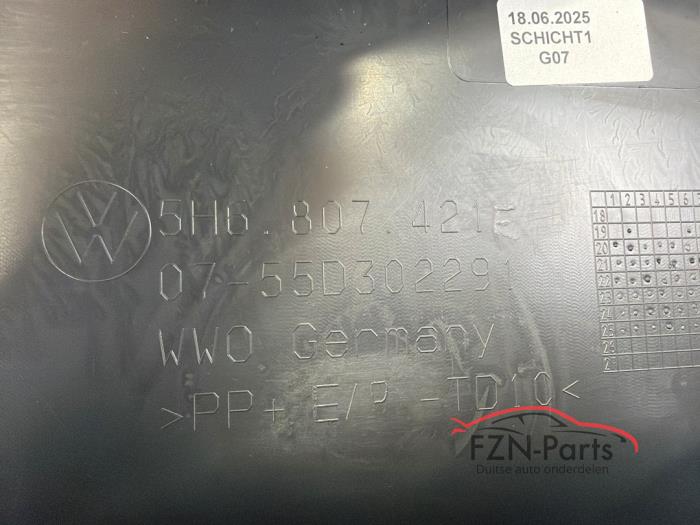 18.06.2025
SCHICHT1
G07
5H6.807.421E
07-55D302291
WWO Germany
>PP+E/P -TD10<
1 2 3 4 5 6
18
19
20
21
22
23
24
25
FZN-Parts
Duitse auto onderdelen